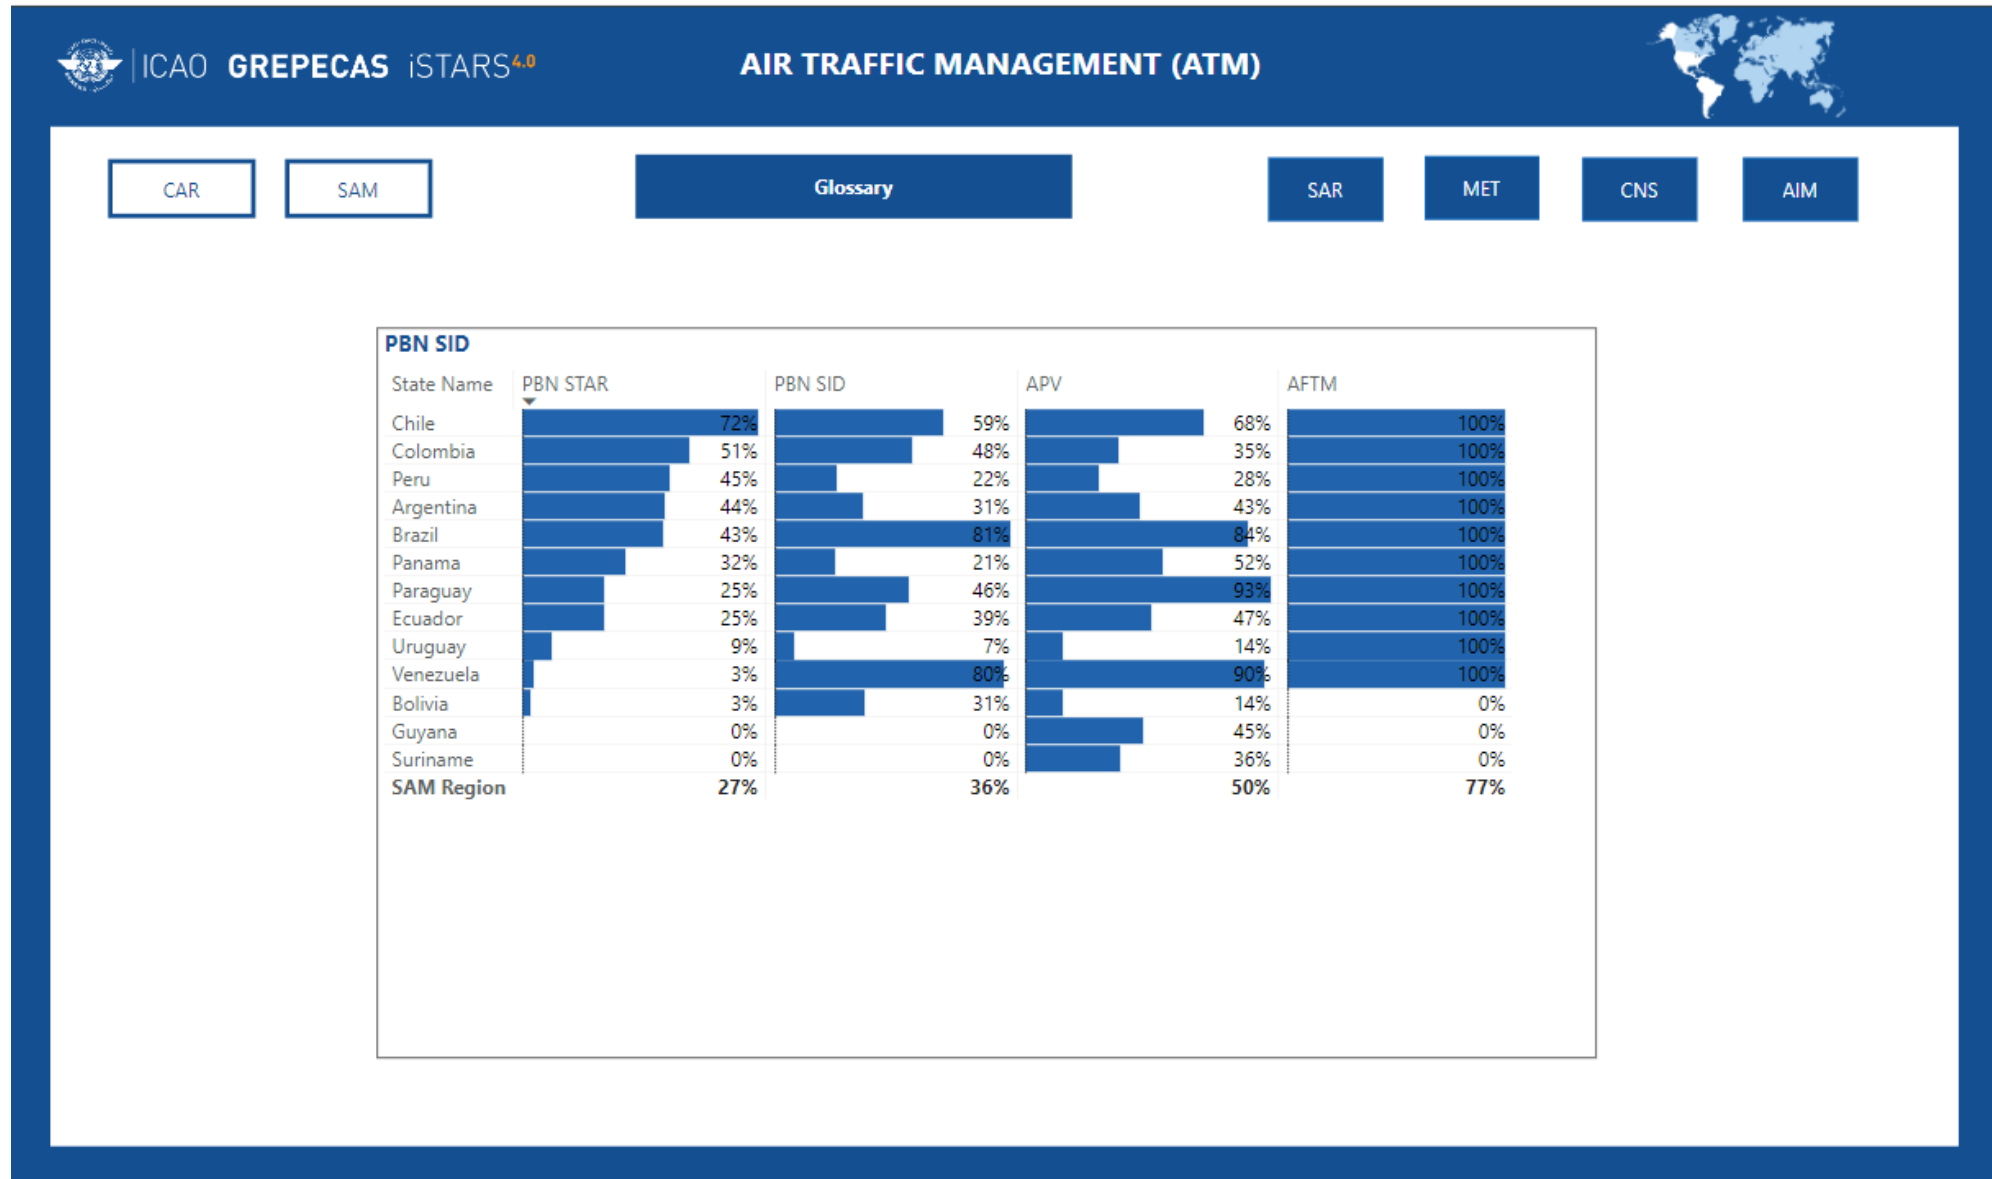 ICAO GREPECAS iSTARS 4.0
AIR TRAFFIC MANAGEMENT (ATM)
CAR SAM Glossary SAR MET CNS AIM
PBN SID
State Name PBN STAR PBN SID APV AFTM
Chile 72% 59% 68% 100%
Colombia 51% 48% 35% 100%
Peru 45% 22% 28% 100%
Argentina 44% 31% 43% 100%
Brazil 43% 81% 84% 100%
Panama 32% 21% 52% 100%
Paraguay 25% 46% 93% 100%
Ecuador 25% 39% 47% 100%
Uruguay 9% 7% 14% 100%
Venezuela 3% 80% 90% 100%
Bolivia 3% 31% 14% 0%
Guyana 0% 0% 45% 0%
Suriname 0% 0% 36% 0%
SAM Region 27% 36% 50% 77%